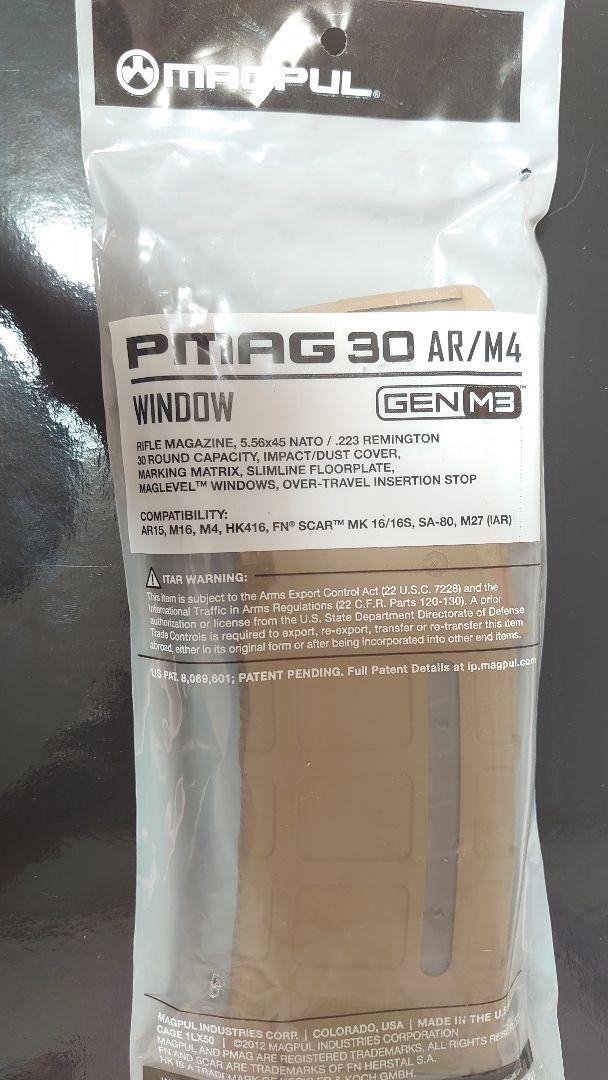 MAGPUL®
PMAG 30 AR/M4
WINDOW GEN M3™
RIFLE MAGAZINE, 5.56x45 NATO / .223 REMINGTON
30 ROUND CAPACITY, IMPACT/DUST COVER,
MARKING MATRIX, SLIMLINE FLOORPLATE,
MAGLEVEL™ WINDOWS, OVER-TRAVEL INSERTION STOP
COMPATIBILITY:
AR15, M16, M4, HK416, FN® SCAR™ MK 16/16S, SA-80, M27 (IAR)
ITAR WARNING:
This item is subject to the Arms Export Control Act (22 U.S.C. 7228) and the
International Traffic in Arms Regulations (22 C.F.R. Parts 120-130). A prior
authorization or license from the U.S. State Department Directorate of Defense
Trade Controls is required to export, re-export, transfer or re-transfer this item
abroad, either in its original form or after being incorporated into other end items.
US PAT. 8,069,601; PATENT PENDING. Full Patent Details at ip.magpul.com
MAGPUL INDUSTRIES CORP. | COLORADO, USA | MADE IN THE U.S.
CAGE 1LX50 | ©2012 MAGPUL INDUSTRIES CORPORATION
MAGPUL AND PMAG ARE REGISTERED TRADEMARKS, ALL RIGHTS
FN AND SCAR ARE TRADEMARKS OF FN HERSTAL S.A.
HK IS A TRADEMARK OF HECKLER & KOCH GMBH.